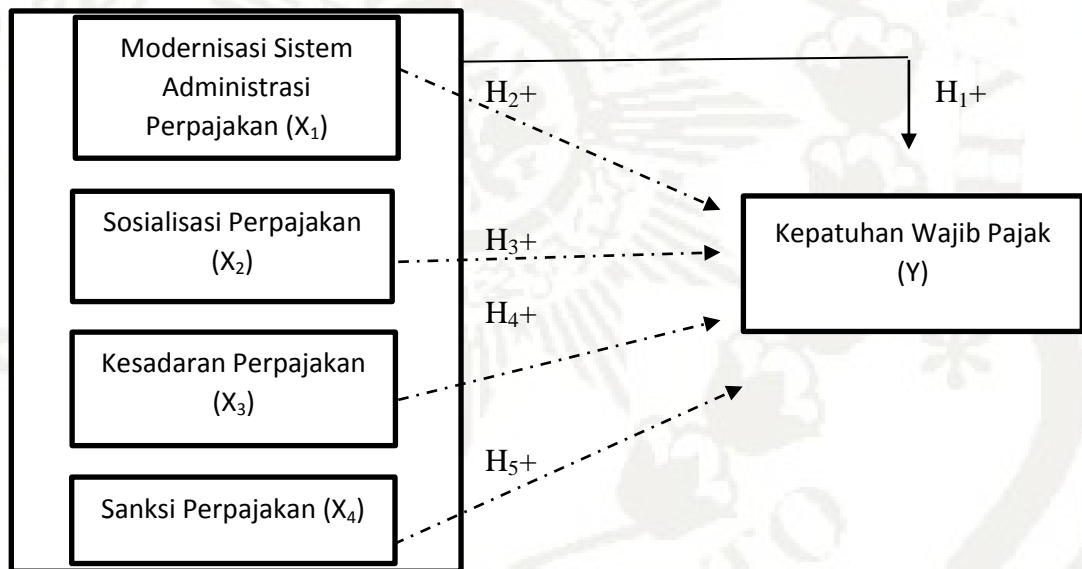 Modernisasi Sistem
Administrasi
Perpajakan (X₁)
H₂+
H₁+
Sosialisasi Perpajakan
(X₂)
H₃+
Kepatuhan Wajib Pajak
(Y)
H₄+
Kesadaran Perpajakan
(X₃)
H₅+
Sanksi Perpajakan (X₄)